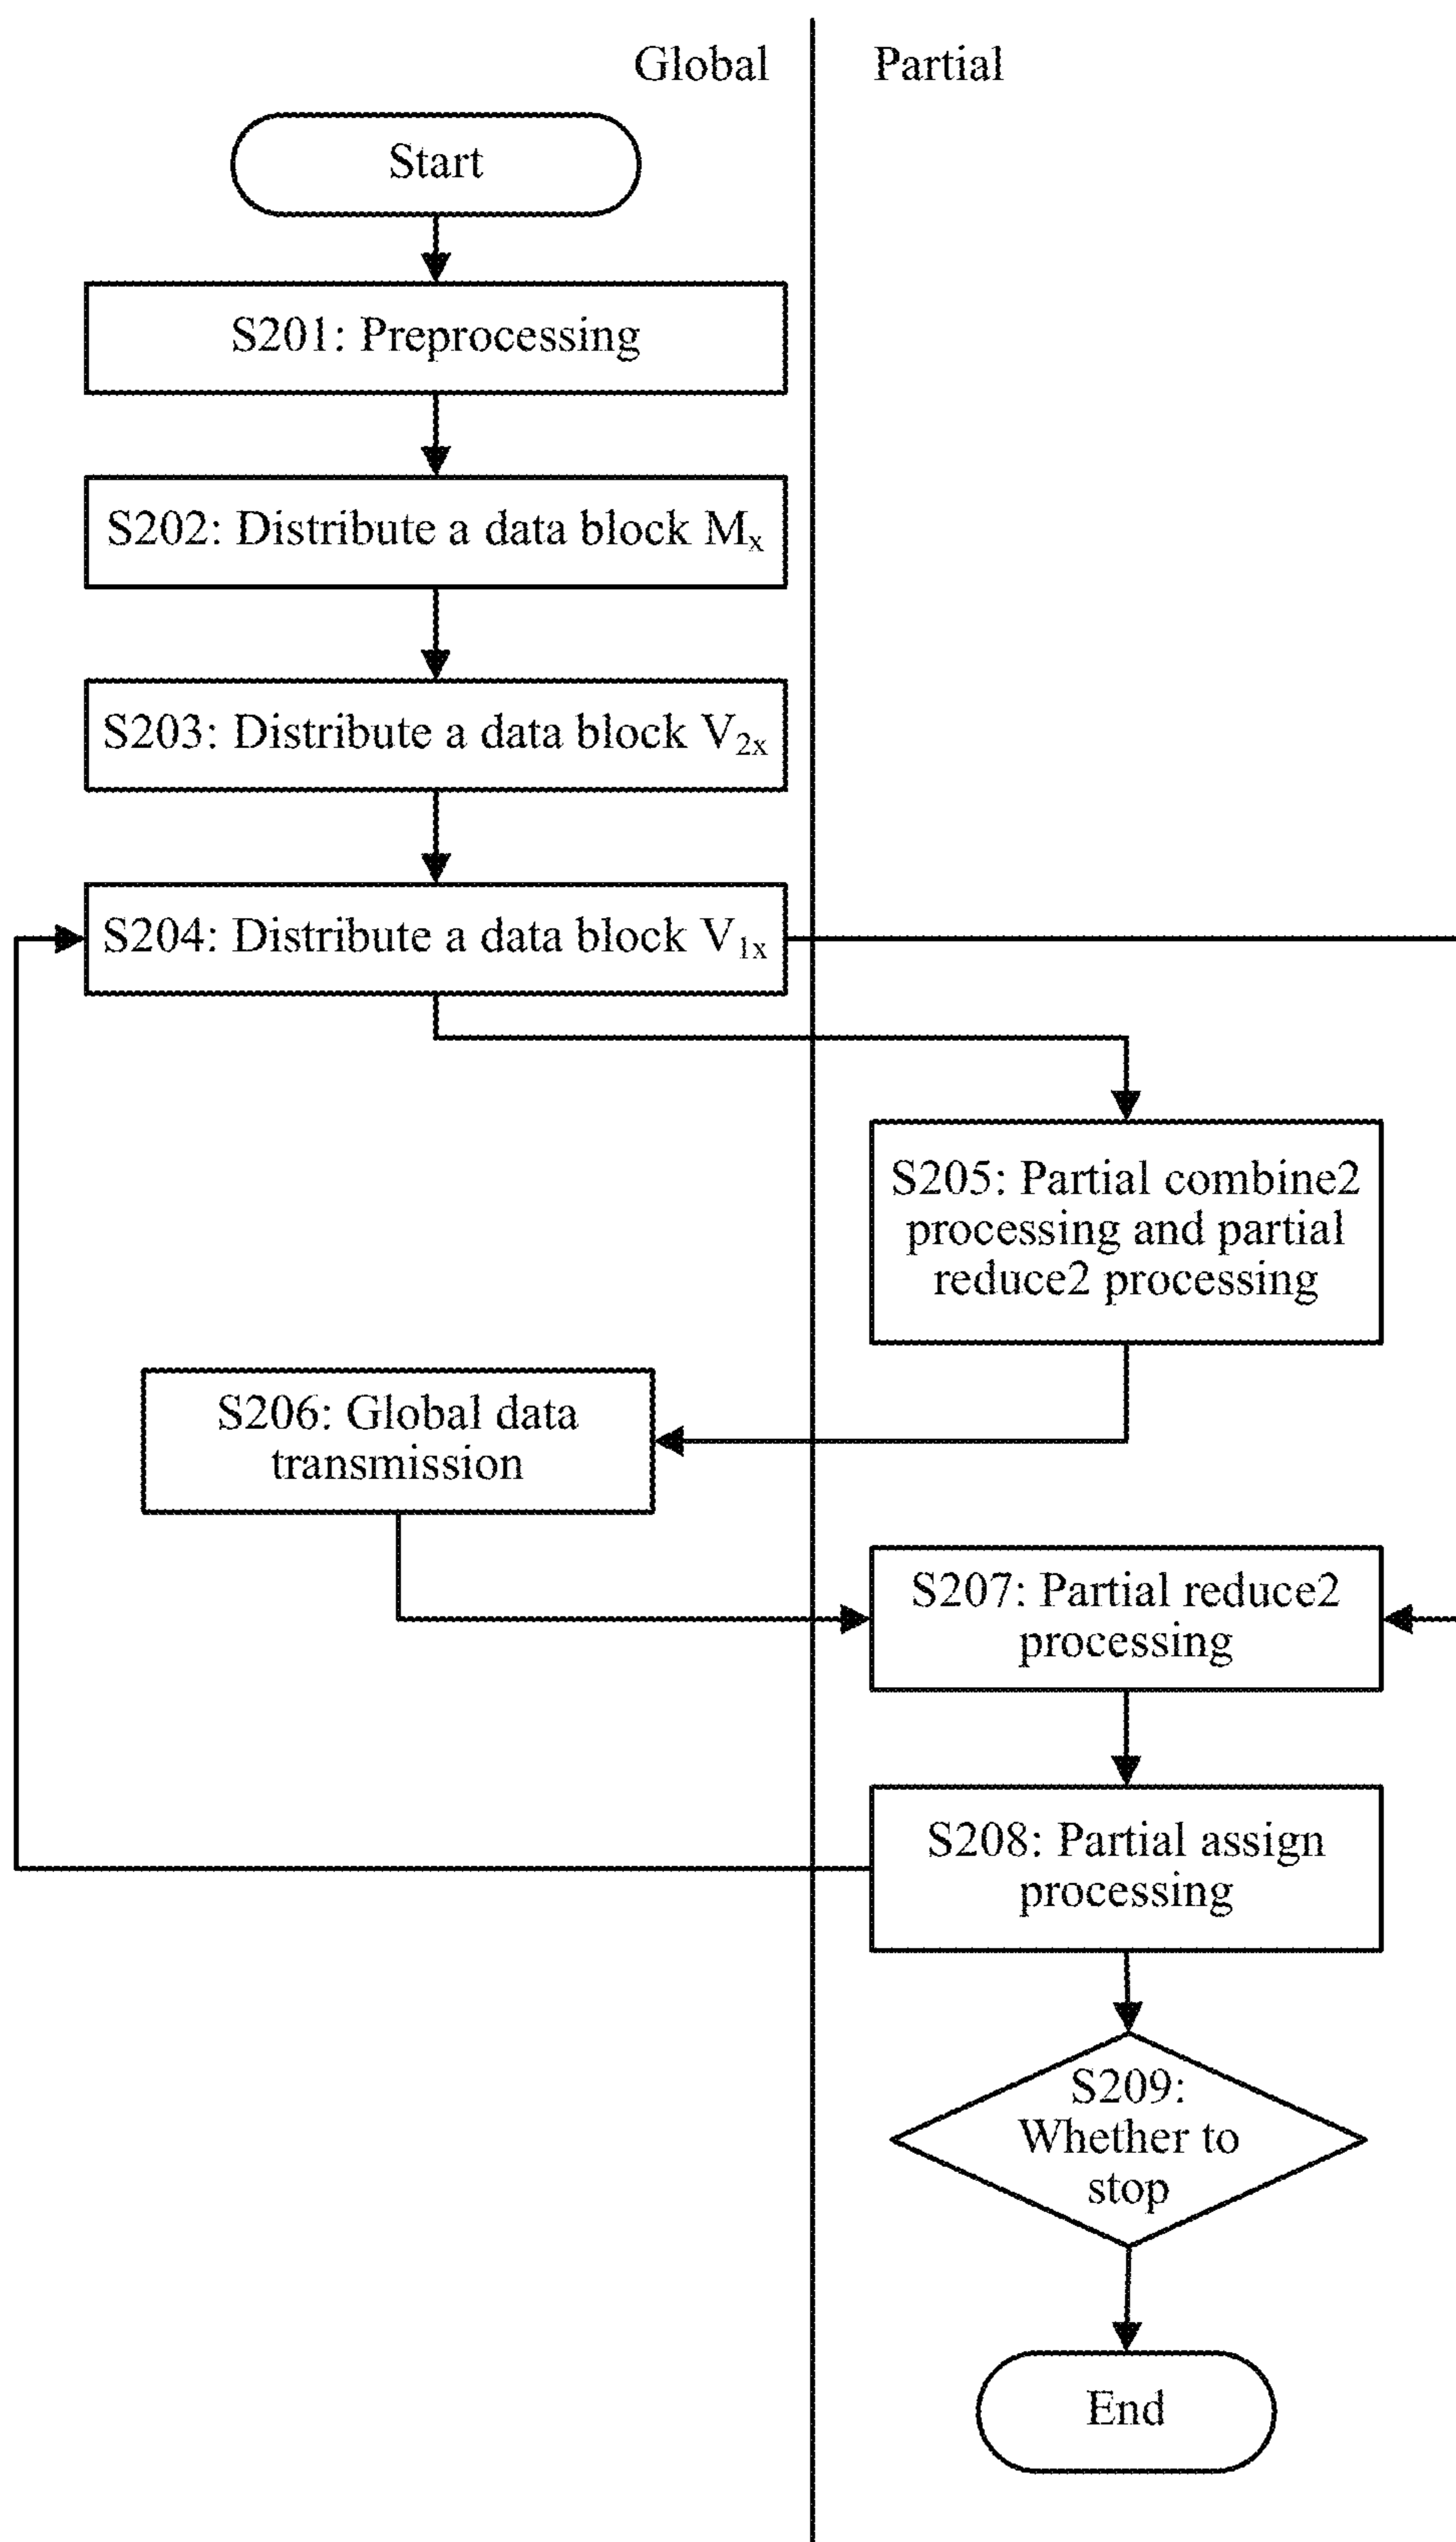 Global
Partial
Start
S201: Preprocessing
S202: Distribute a data block Mx
S203: Distribute a data block V2x
S204: Distribute a data block V1x
S205: Partial combine2
processing and partial
reduce2 processing
S206: Global data
transmission
S207: Partial reduce2
processing
S208: Partial assign
processing
S209:
Whether to
stop
End